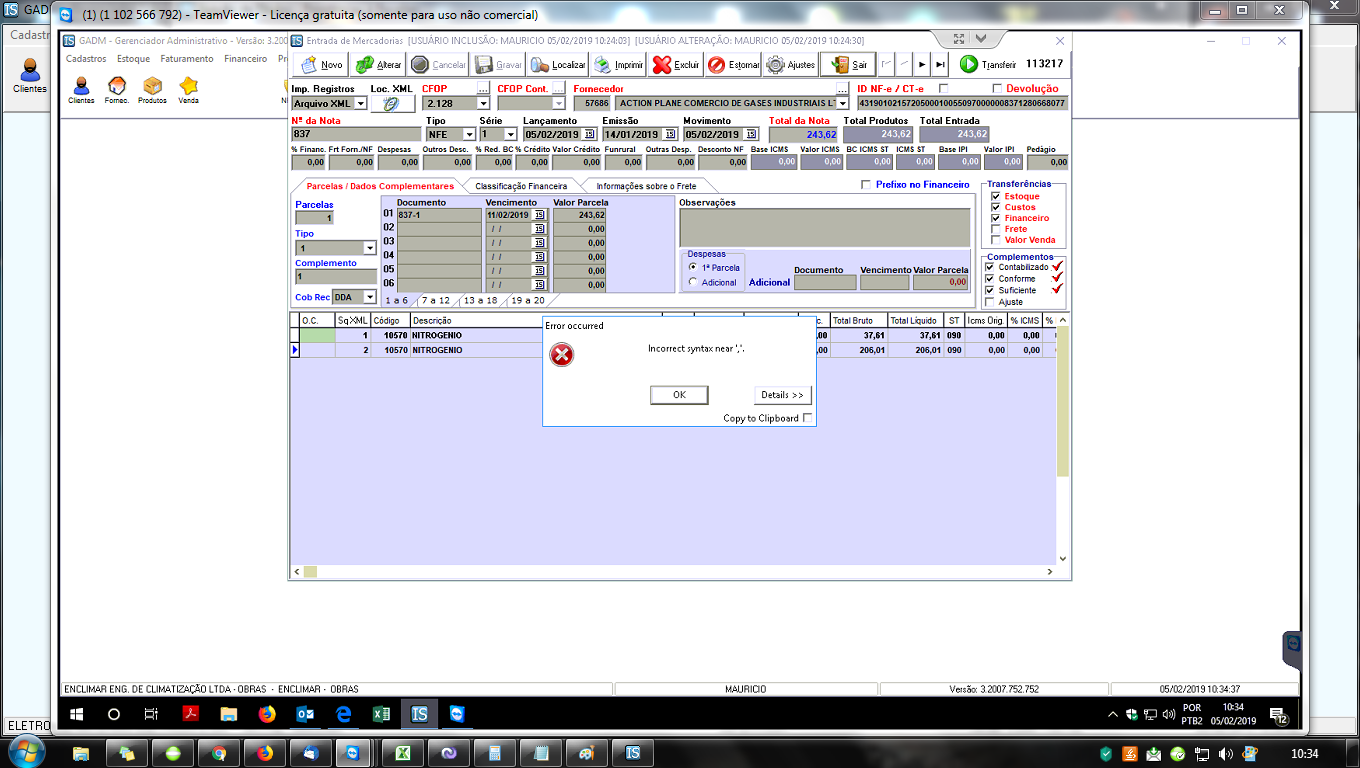 GADM
(1) (1 102 566 792) - TeamViewer - Licença gratuita (somente para uso não comercial)
Cadastr
Clientes
GADM - Gerenciador Administrativo - Versão: 3.200
Cadastros Estoque Faturamento Financeiro Pr
Clientes Fornec. Produtos Venda
Entrada de Mercadorias [USUÁRIO INCLUSÃO: MAURICIO 05/02/2019 10:24:03] [USUÁRIO ALTERAÇÃO: MAURICIO 05/02/2019 10:24:30]
Novo Alterar Cancelar Gravar Localizar Imprimir Excluir Estornar Ajustes Sair Transferir 113217
Imp. Registros Loc. XML CFOP ... CFOP Cont. ... Fornecedor ... ID NF-e / CT-e Devolução
Arquivo XML 2.128 57686 ACTION PLANE COMERCIO DE GASES INDUSTRIAIS LT 43190102157205000100550970000083712806680​77
Nº da Nota Tipo Série Lançamento Emissão Movimento Total da Nota Total Produtos Total Entrada
837 NFE 1 05/02/2019 15 14/01/2019 15 05/02/2019 15 243,62 243,62 243,62
% Financ. Frt Forn./NF Despesas Outros Desc. % Red. BC % Crédito Valor Crédito Funrural Outras Desp. Desconto NF Base ICMS Valor ICMS BC ICMS ST ICMS ST Base IPI Valor IPI Pedágio
0,00 0,00 0,00 0,00 0,00 0,00 0,00 0,00 0,00 0,00 0,00 0,00 0,00 0,00 0,00 0,00 0,00
Parcelas / Dados Complementares Classificação Financeira Informações sobre o Frete Prefixo no Financeiro
Parcelas
1
Tipo
1
Complemento
1
Cob Rec DDA
Documento Vencimento Valor Parcela
01 837-1 11/02/2019 15 243,62
02 / / 15 0,00
03 / / 15 0,00
04 / / 15 0,00
05 / / 15 0,00
06 / / 15 0,00
1 a 6 7 a 12 13 a 18 19 a 20
Observações
Despesas
1ª Parcela
Adicional
Adicional
Documento Vencimento Valor Parcela
0,00
Transferências
Estoque
Custos
Financeiro
Frete
Valor Venda
Complementos
Contabilizado
Conforme
Suficiente
Ajuste
O.C. Sq XML Código Descrição c. Total Bruto Total Líquido ST Icms Orig. % ICMS %
1 10570 NITROGENIO ,00 37,61 37,61 090 0,00 0,00
2 10570 NITROGENIO ,00 206,01 206,01 090 0,00 0,00
Error occurred
Incorrect syntax near ','.
OK
Details >>
Copy to Clipboard
ENCLIMAR ENG. DE CLIMATIZAÇÃO LTDA - OBRAS - ENCLIMAR - OBRAS MAURICIO Versão: 3.2007.752.752 05/02/2019 10:34:37
IS
POR
PTB2
10:34
05/02/2019
12
ELETRO
IS
10:34